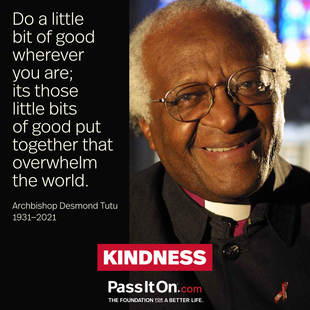 Do a little
bit of good
wherever
you are;
its those
little bits
of good put
together that
overwhelm
the world.
Archbishop Desmond Tutu
1931–2021
KINDNESS
PassItOn.com
THE FOUNDATION FOR A BETTER LIFE.